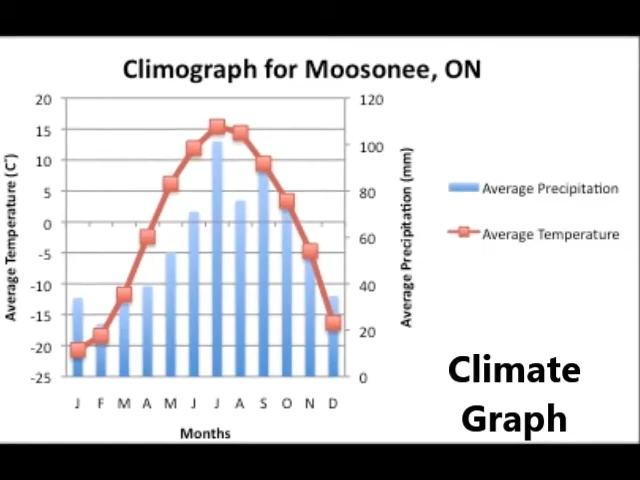 Climograph for Moosonee, ON
20
15
10
5
0
-5
-10
-15
-20
-25
Average Temperature (C˚)
120
100
80
60
40
20
0
Average Precipitation (mm)
J F M A M J J A S O N D
Months
Average Precipitation
Average Temperature
Climate
Graph